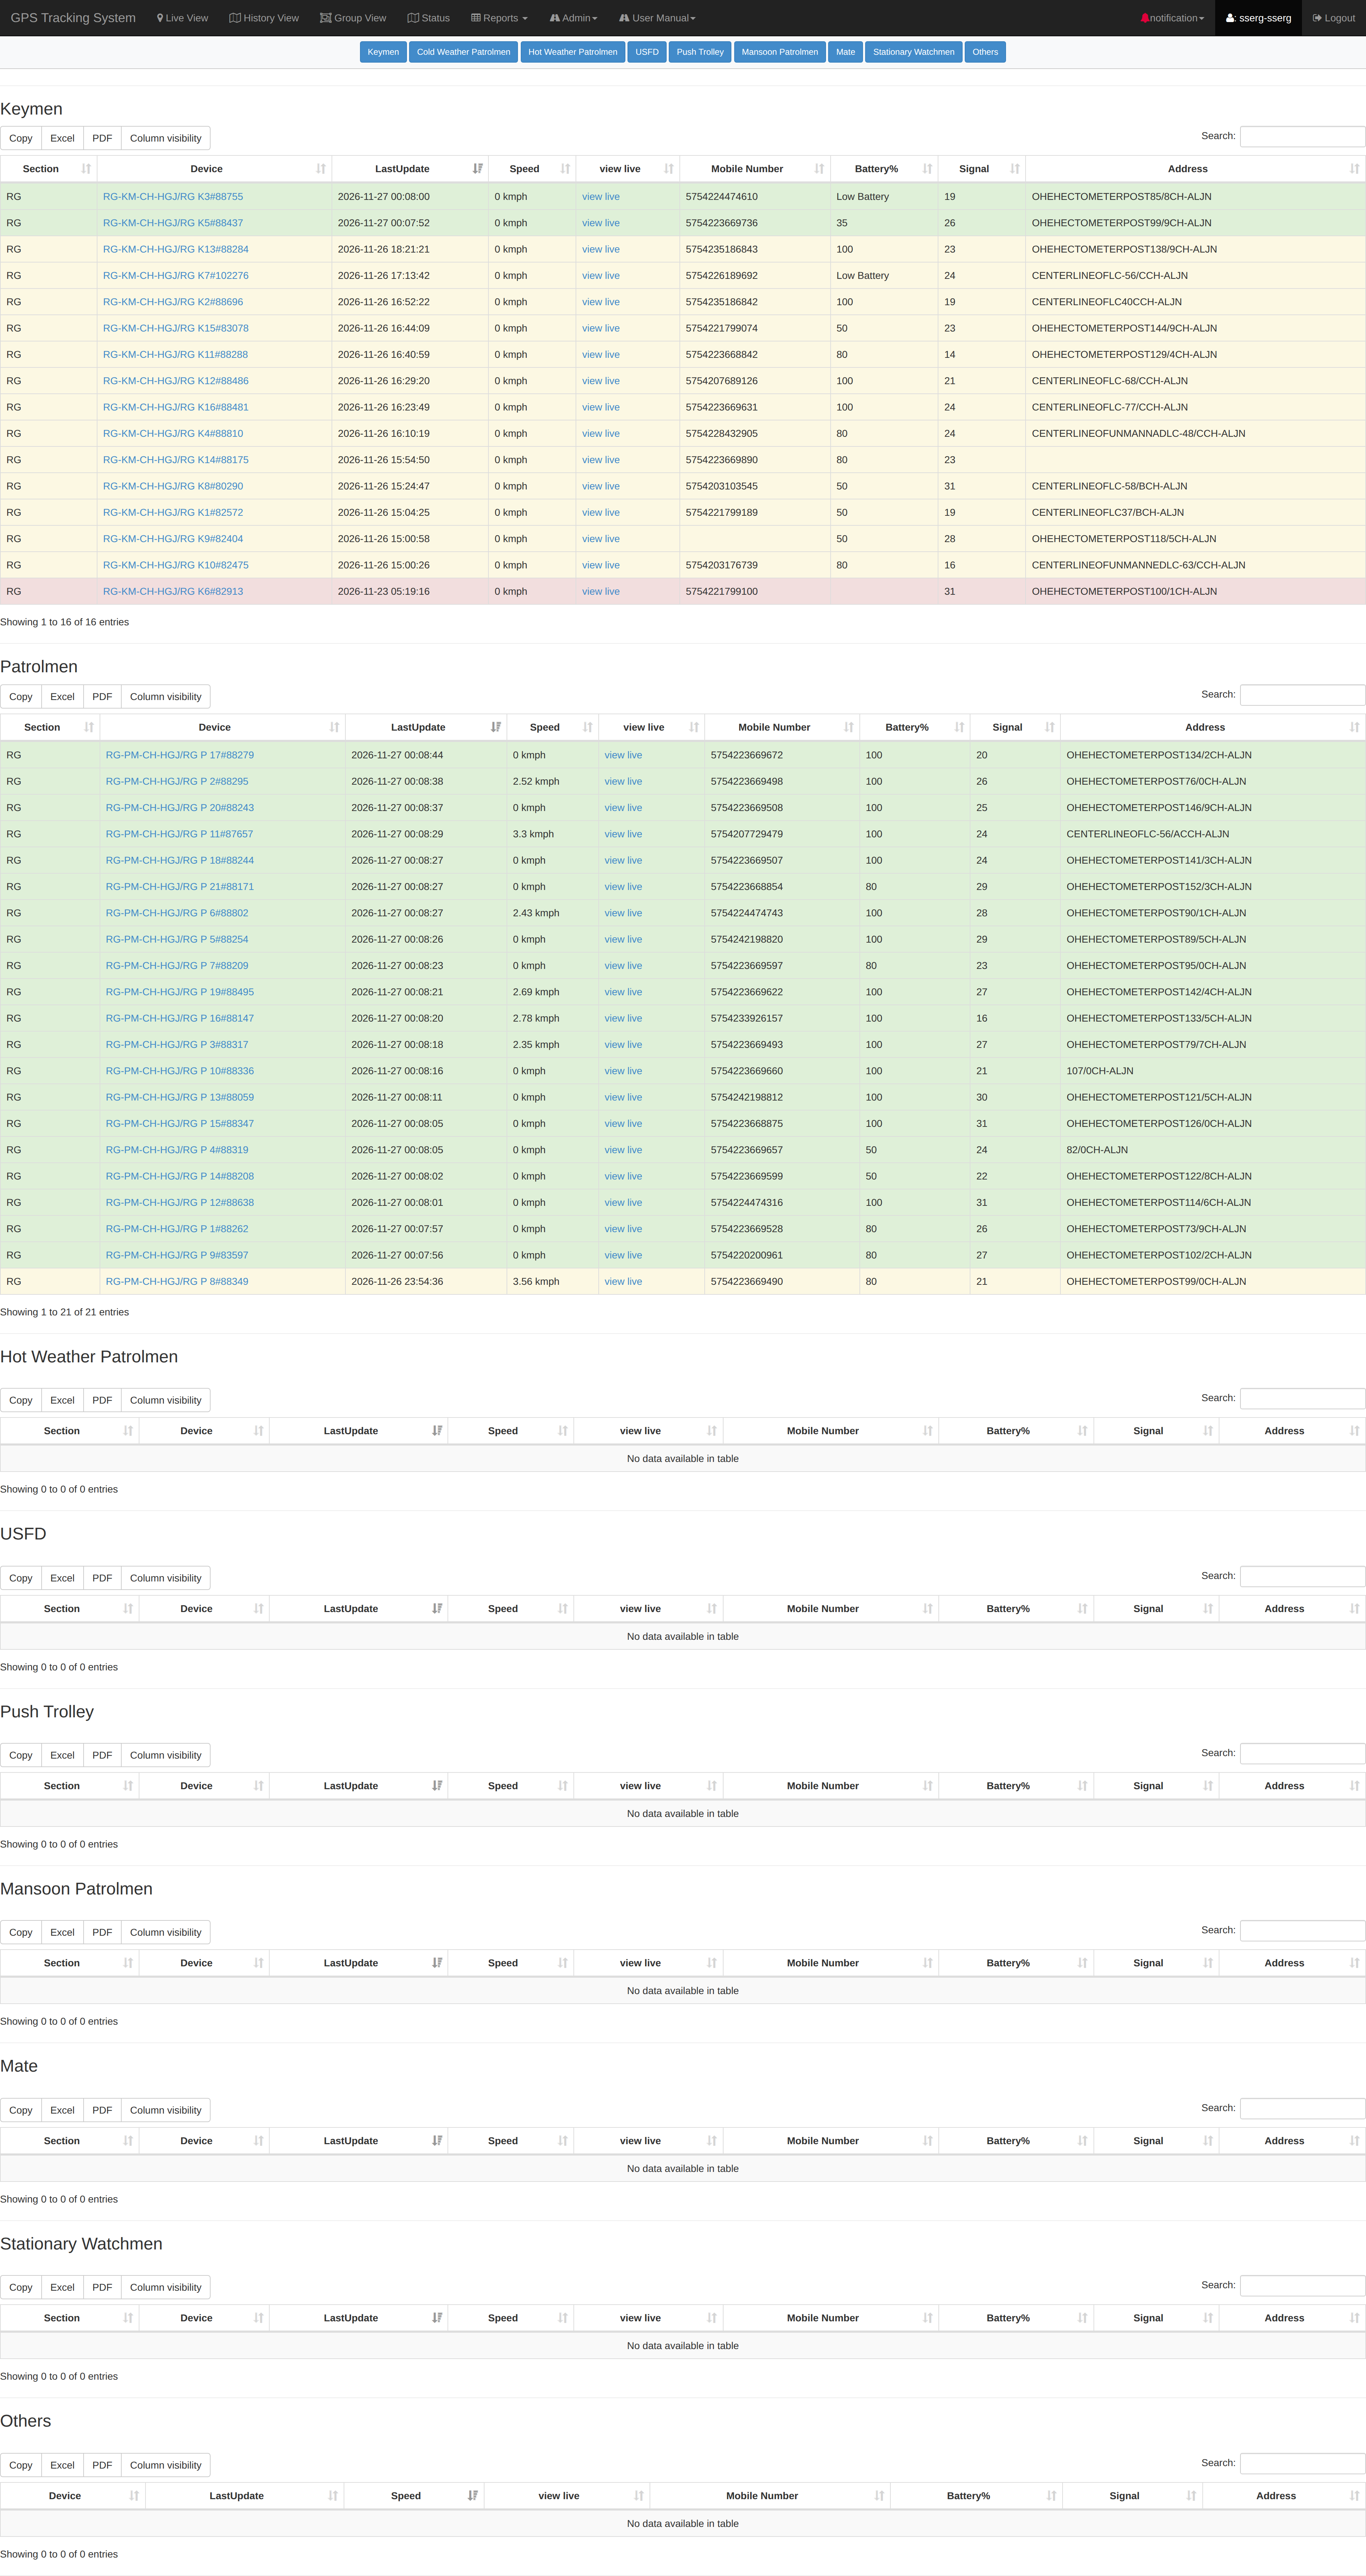 GPS Tracking System Live View History View Group View Status Reports Admin User Manual notification : sserg-sserg Logout
Keymen Cold Weather Patrolmen Hot Weather Patrolmen USFD Push Trolley Mansoon Patrolmen Mate Stationary Watchmen Others
Keymen
Copy Excel PDF Column visibility Search:
Section Device LastUpdate Speed view live Mobile Number Battery% Signal Address
RG RG-KM-CH-HGJ/RG K3#88755 2026-11-27 00:08:00 0 kmph view live 5754224474610 Low Battery 19 OHEHECTOMETERPOST85/8CH-ALJN
RG RG-KM-CH-HGJ/RG K5#88437 2026-11-27 00:07:52 0 kmph view live 5754223669736 35 26 OHEHECTOMETERPOST99/9CH-ALJN
RG RG-KM-CH-HGJ/RG K13#88284 2026-11-26 18:21:21 0 kmph view live 5754235186843 100 23 OHEHECTOMETERPOST138/9CH-ALJN
RG RG-KM-CH-HGJ/RG K7#102276 2026-11-26 17:13:42 0 kmph view live 5754226189692 Low Battery 24 CENTERLINEOFLC-56/CCH-ALJN
RG RG-KM-CH-HGJ/RG K2#88696 2026-11-26 16:52:22 0 kmph view live 5754235186842 100 19 CENTERLINEOFLC40CCH-ALJN
RG RG-KM-CH-HGJ/RG K15#83078 2026-11-26 16:44:09 0 kmph view live 5754221799074 50 23 OHEHECTOMETERPOST144/9CH-ALJN
RG RG-KM-CH-HGJ/RG K11#88288 2026-11-26 16:40:59 0 kmph view live 5754223668842 80 14 OHEHECTOMETERPOST129/4CH-ALJN
RG RG-KM-CH-HGJ/RG K12#88486 2026-11-26 16:29:20 0 kmph view live 5754207689126 100 21 CENTERLINEOFLC-68/CCH-ALJN
RG RG-KM-CH-HGJ/RG K16#88481 2026-11-26 16:23:49 0 kmph view live 5754223669631 100 24 CENTERLINEOFLC-77/CCH-ALJN
RG RG-KM-CH-HGJ/RG K4#88810 2026-11-26 16:10:19 0 kmph view live 5754228432905 80 24 CENTERLINEOFUNMANNADLC-48/CCH-ALJN
RG RG-KM-CH-HGJ/RG K14#88175 2026-11-26 15:54:50 0 kmph view live 5754223669890 80 23
RG RG-KM-CH-HGJ/RG K8#80290 2026-11-26 15:24:47 0 kmph view live 5754203103545 50 31 CENTERLINEOFLC-58/BCH-ALJN
RG RG-KM-CH-HGJ/RG K1#82572 2026-11-26 15:04:25 0 kmph view live 5754221799189 50 19 CENTERLINEOFLC37/BCH-ALJN
RG RG-KM-CH-HGJ/RG K9#82404 2026-11-26 15:00:58 0 kmph view live 50 28 OHEHECTOMETERPOST118/5CH-ALJN
RG RG-KM-CH-HGJ/RG K10#82475 2026-11-26 15:00:26 0 kmph view live 5754203176739 80 16 CENTERLINEOFUNMANNEDLC-63/CCH-ALJN
RG RG-KM-CH-HGJ/RG K6#82913 2026-11-23 05:19:16 0 kmph view live 5754221799100 31 OHEHECTOMETERPOST100/1CH-ALJN
Showing 1 to 16 of 16 entries
Patrolmen
Copy Excel PDF Column visibility Search:
Section Device LastUpdate Speed view live Mobile Number Battery% Signal Address
RG RG-PM-CH-HGJ/RG P 17#88279 2026-11-27 00:08:44 0 kmph view live 5754223669672 100 20 OHEHECTOMETERPOST134/2CH-ALJN
RG RG-PM-CH-HGJ/RG P 2#88295 2026-11-27 00:08:38 2.52 kmph view live 5754223669498 100 26 OHEHECTOMETERPOST76/0CH-ALJN
RG RG-PM-CH-HGJ/RG P 20#88243 2026-11-27 00:08:37 0 kmph view live 5754223669508 100 25 OHEHECTOMETERPOST146/9CH-ALJN
RG RG-PM-CH-HGJ/RG P 11#87657 2026-11-27 00:08:29 3.3 kmph view live 5754207729479 100 24 CENTERLINEOFLC-56/ACCH-ALJN
RG RG-PM-CH-HGJ/RG P 18#88244 2026-11-27 00:08:27 0 kmph view live 5754223669507 100 24 OHEHECTOMETERPOST141/3CH-ALJN
RG RG-PM-CH-HGJ/RG P 21#88171 2026-11-27 00:08:27 0 kmph view live 5754223668854 80 29 OHEHECTOMETERPOST152/3CH-ALJN
RG RG-PM-CH-HGJ/RG P 6#88802 2026-11-27 00:08:27 2.43 kmph view live 5754224474743 100 28 OHEHECTOMETERPOST90/1CH-ALJN
RG RG-PM-CH-HGJ/RG P 5#88254 2026-11-27 00:08:26 0 kmph view live 5754242198820 100 29 OHEHECTOMETERPOST89/5CH-ALJN
RG RG-PM-CH-HGJ/RG P 7#88209 2026-11-27 00:08:23 0 kmph view live 5754223669597 80 23 OHEHECTOMETERPOST95/0CH-ALJN
RG RG-PM-CH-HGJ/RG P 19#88495 2026-11-27 00:08:21 2.69 kmph view live 5754223669622 100 27 OHEHECTOMETERPOST142/4CH-ALJN
RG RG-PM-CH-HGJ/RG P 16#88147 2026-11-27 00:08:20 2.78 kmph view live 5754233926157 100 16 OHEHECTOMETERPOST133/5CH-ALJN
RG RG-PM-CH-HGJ/RG P 3#88317 2026-11-27 00:08:18 2.35 kmph view live 5754223669493 100 27 OHEHECTOMETERPOST79/7CH-ALJN
RG RG-PM-CH-HGJ/RG P 10#88336 2026-11-27 00:08:16 0 kmph view live 5754223669660 100 21 107/0CH-ALJN
RG RG-PM-CH-HGJ/RG P 13#88059 2026-11-27 00:08:11 0 kmph view live 5754242198812 100 30 OHEHECTOMETERPOST121/5CH-ALJN
RG RG-PM-CH-HGJ/RG P 15#88347 2026-11-27 00:08:05 0 kmph view live 5754223668875 100 31 OHEHECTOMETERPOST126/0CH-ALJN
RG RG-PM-CH-HGJ/RG P 4#88319 2026-11-27 00:08:05 0 kmph view live 5754223669657 50 24 82/0CH-ALJN
RG RG-PM-CH-HGJ/RG P 14#88208 2026-11-27 00:08:02 0 kmph view live 5754223669599 50 22 OHEHECTOMETERPOST122/8CH-ALJN
RG RG-PM-CH-HGJ/RG P 12#88638 2026-11-27 00:08:01 0 kmph view live 5754224474316 100 31 OHEHECTOMETERPOST114/6CH-ALJN
RG RG-PM-CH-HGJ/RG P 1#88262 2026-11-27 00:07:57 0 kmph view live 5754223669528 80 26 OHEHECTOMETERPOST73/9CH-ALJN
RG RG-PM-CH-HGJ/RG P 9#83597 2026-11-27 00:07:56 0 kmph view live 5754220200961 80 27 OHEHECTOMETERPOST102/2CH-ALJN
RG RG-PM-CH-HGJ/RG P 8#88349 2026-11-26 23:54:36 3.56 kmph view live 5754223669490 80 21 OHEHECTOMETERPOST99/0CH-ALJN
Showing 1 to 21 of 21 entries
Hot Weather Patrolmen
Copy Excel PDF Column visibility Search:
Section Device LastUpdate Speed view live Mobile Number Battery% Signal Address
No data available in table
Showing 0 to 0 of 0 entries
USFD
Copy Excel PDF Column visibility Search:
Section Device LastUpdate Speed view live Mobile Number Battery% Signal Address
No data available in table
Showing 0 to 0 of 0 entries
Push Trolley
Copy Excel PDF Column visibility Search:
Section Device LastUpdate Speed view live Mobile Number Battery% Signal Address
No data available in table
Showing 0 to 0 of 0 entries
Mansoon Patrolmen
Copy Excel PDF Column visibility Search:
Section Device LastUpdate Speed view live Mobile Number Battery% Signal Address
No data available in table
Showing 0 to 0 of 0 entries
Mate
Copy Excel PDF Column visibility Search:
Section Device LastUpdate Speed view live Mobile Number Battery% Signal Address
No data available in table
Showing 0 to 0 of 0 entries
Stationary Watchmen
Copy Excel PDF Column visibility Search:
Section Device LastUpdate Speed view live Mobile Number Battery% Signal Address
No data available in table
Showing 0 to 0 of 0 entries
Others
Copy Excel PDF Column visibility Search:
Device LastUpdate Speed view live Mobile Number Battery% Signal Address
No data available in table
Showing 0 to 0 of 0 entries